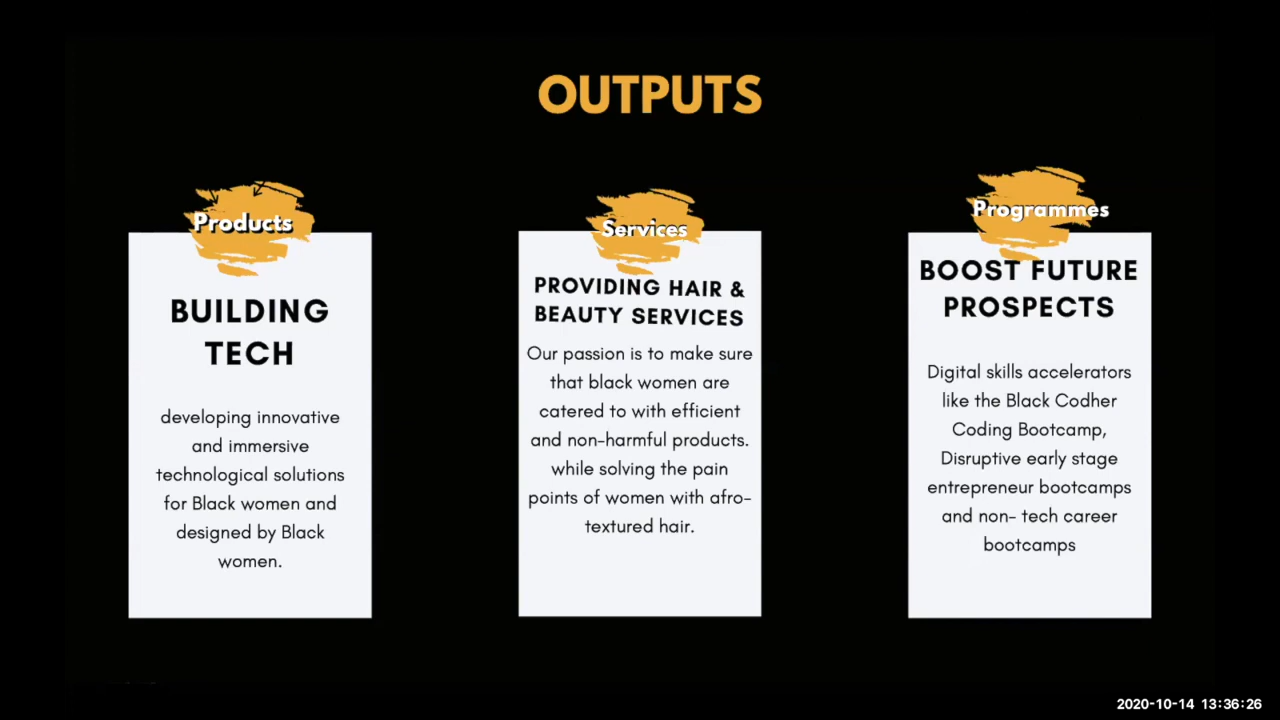 OUTPUTS
Products
BUILDING
TECH
developing innovative
and immersive
technological solutions
for Black women and
designed by Black
women.
Services
PROVIDING HAIR &
BEAUTY SERVICES
Our passion is to make sure
that black women are
catered to with efficient
and non-harmful products.
while solving the pain
points of women with afro-
textured hair.
Programmes
BOOST FUTURE
PROSPECTS
Digital skills accelerators
like the Black Codher
Coding Bootcamp,
Disruptive early stage
entrepreneur bootcamps
and non- tech career
bootcamps
2020-10-14 13:36:26